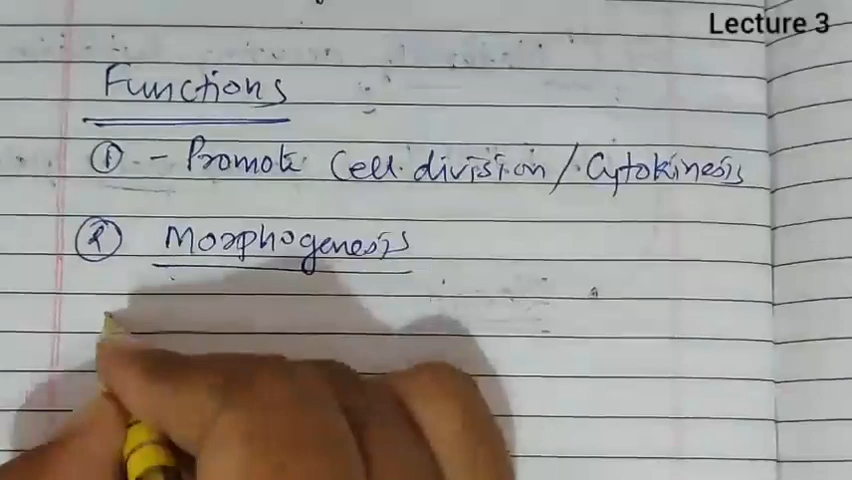 Lecture 3
Functions
① - Promote Cell division / Cytokinesis
② Morphogenesis